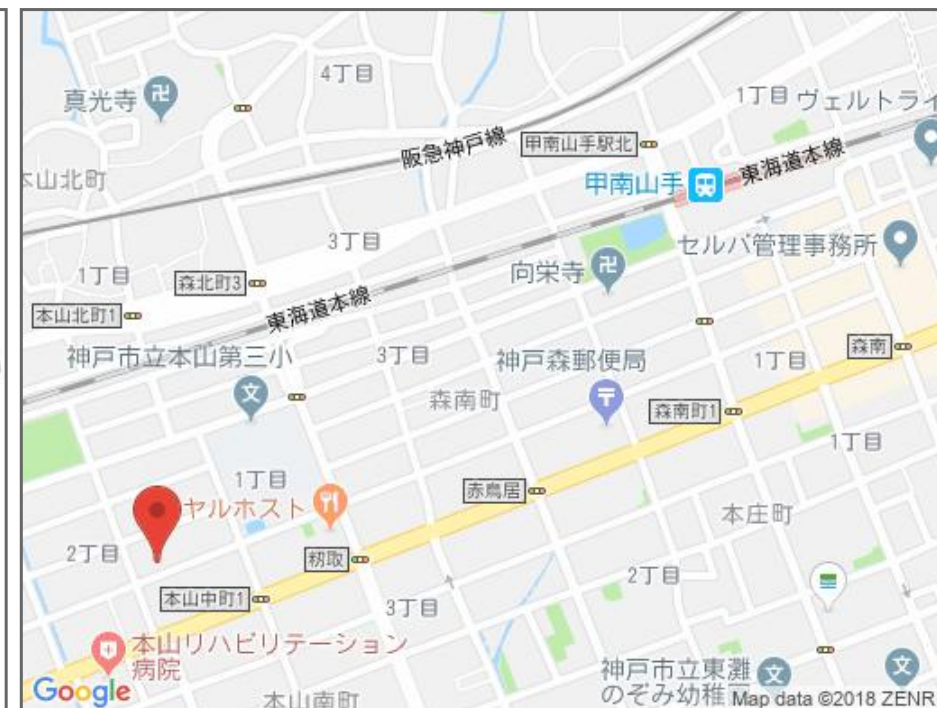 4丁目
真光寺
1丁目 ヴェルトライ
阪急神戸線
甲南山手駅北
本山北町
甲南山手
東海道本線
3丁目
セルバ管理事務所
1丁目
向栄寺
森北町3
本山北町1
東海道本線
神戸市立本山第三小
3丁目
神戸森郵便局
1丁目
森南
森南町
森南町1
1丁目
1丁目
赤鳥居
ヤルホスト
本庄町
2丁目
籾取
2丁目
本山中町1
3丁目
本山リハビリテーション
病院
神戸市立東灘
のぞみ幼稚
Google
本山南町
Map data ©2018 ZENR